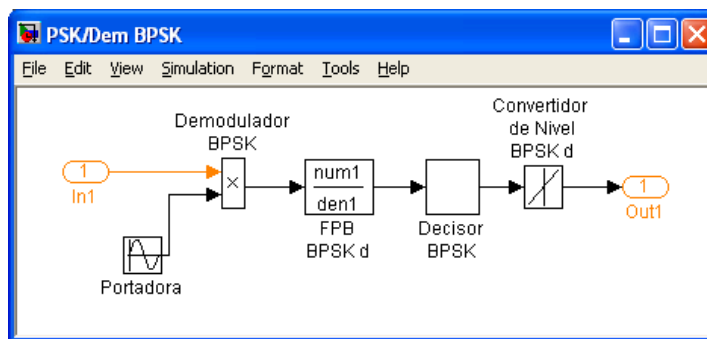 PSK/Dem BPSK
File Edit View Simulation Format Tools Help
Convertidor
de Nivel
BPSK d
Demodulador
BPSK
1
In1
×
num1
den1
FPB
BPSK d
Decisor
BPSK
1
Out1
Portadora